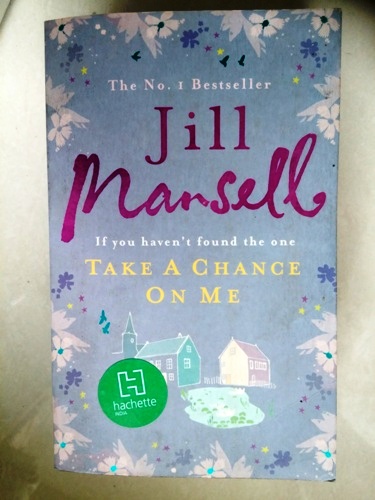 The No. 1 Bestseller
Jill
Mansell
If you haven't found the one
TAKE A CHANCE
ON ME
hachette
INDIA